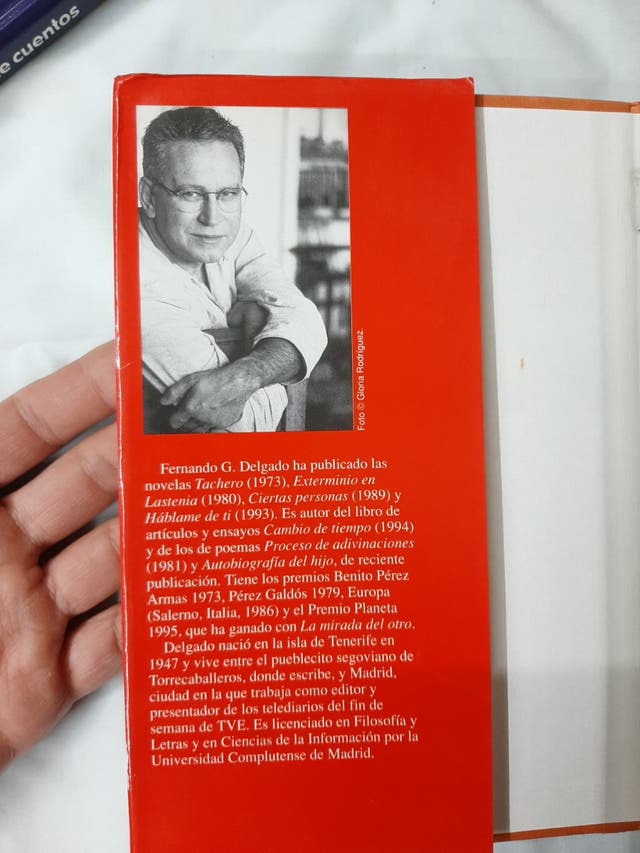 e cuentos
Foto © Gloria Rodríguez.
Fernando G. Delgado ha publicado las
novelas Tachero (1973), Exterminio en
Lastenia (1980), Ciertas personas (1989) y
Háblame de ti (1993). Es autor del libro de
artículos y ensayos Cambio de tiempo (1994)
y de los de poemas Proceso de adivinaciones
(1981) y Autobiografía del hijo, de reciente
publicación. Tiene los premios Benito Pérez
Armas 1973, Pérez Galdós 1979, Europa
(Salerno, Italia, 1986) y el Premio Planeta
1995, que ha ganado con La mirada del otro.
Delgado nació en la isla de Tenerife en
1947 y vive entre el pueblecito segoviano de
Torrecaballeros, donde escribe, y Madrid,
ciudad en la que trabaja como editor y
presentador de los telediarios del fin de
semana de TVE. Es licenciado en Filosofía y
Letras y en Ciencias de la Información por la
Universidad Complutense de Madrid.